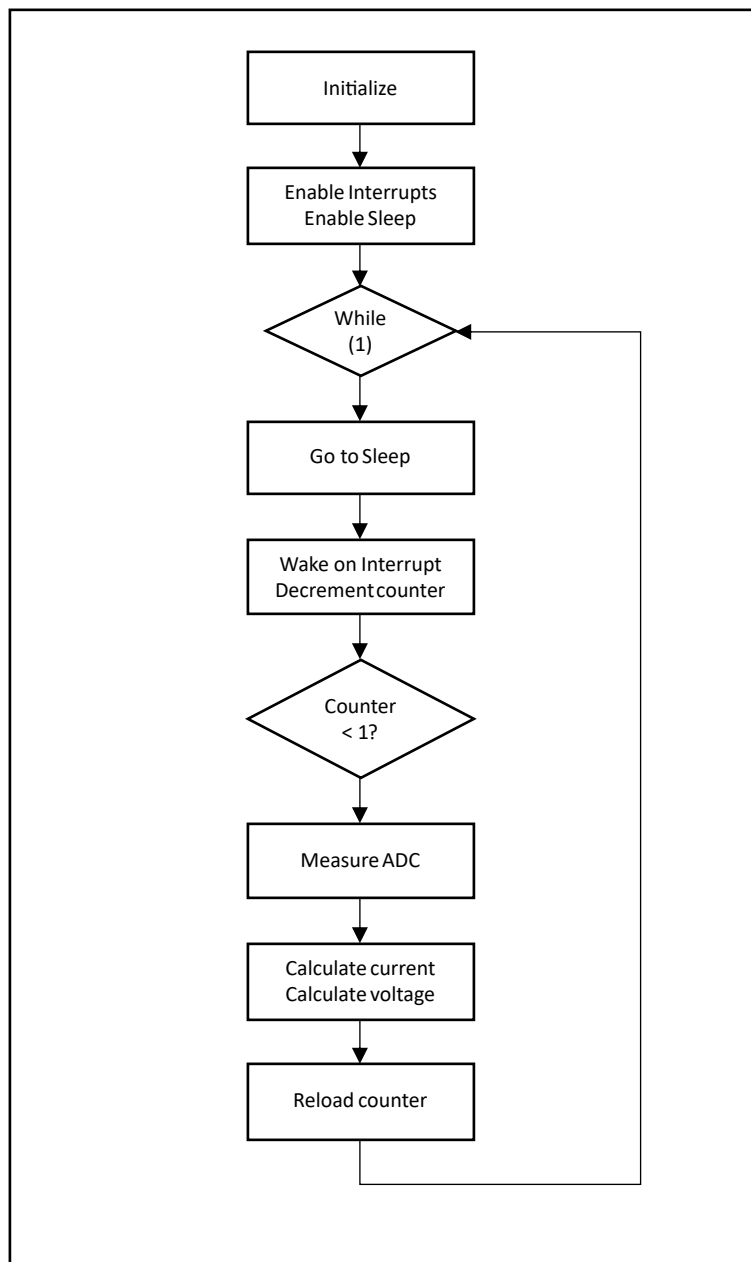 Initialize
Enable Interrupts
Enable Sleep
While
(1)
Go to Sleep
Wake on Interrupt
Decrement counter
Counter
< 1?
Measure ADC
Calculate current
Calculate voltage
Reload counter